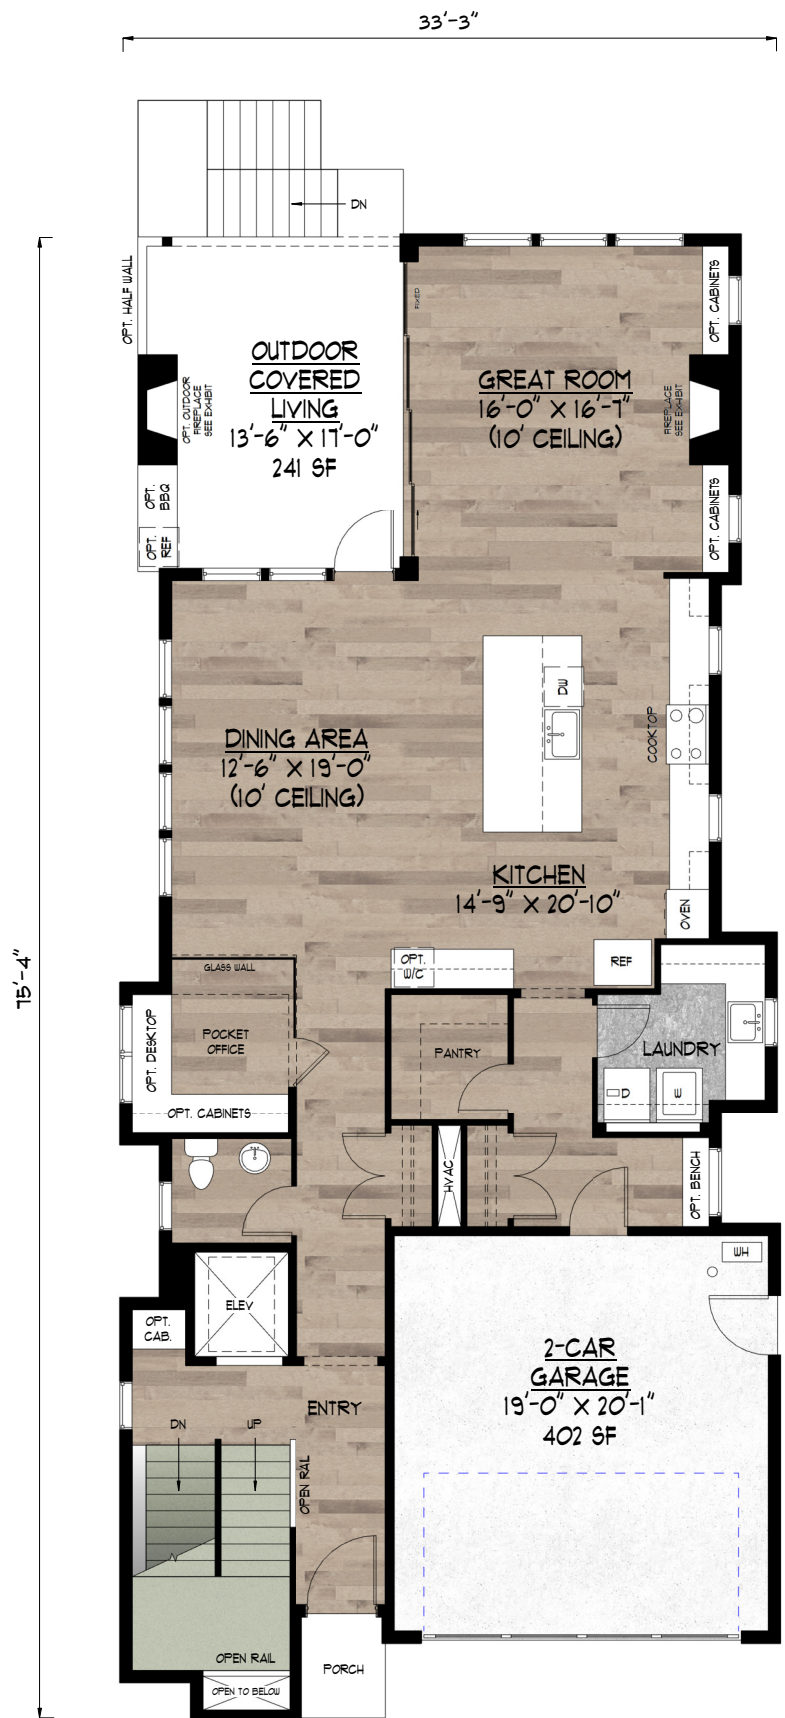 33'-3"
DN
OPT. HALF WALL
FIXED
OPT. CABINETS
OUTDOOR
COVERED
LIVING
13'-6" X 17'-0"
241 SF
GREAT ROOM
16'-0" X 16'-7"
(10' CEILING)
OPT. OUTDOOR
FIREPLACE
SEE EXHIBIT
FIREPLACE
SEE EXHIBIT
OPT.
BBQ
OPT.
REF
OPT. CABINETS
DW
COOKTOP
DINING AREA
12'-6" X 19'-0"
(10' CEILING)
KITCHEN
14'-9" X 20'-10"
OVEN
75'-4"
GLASS WALL
OPT.
W/C
REF
OPT. DESKTOP
POCKET
OFFICE
PANTRY
LAUNDRY
D
W
OPT. CABINETS
HVAC
OPT. BENCH
WH
ELEV
OPT.
CAB.
2-CAR
GARAGE
19'-0" X 20'-1"
402 SF
ENTRY
DN
UP
OPEN RAIL
OPEN RAIL
PORCH
OPEN TO BELOW